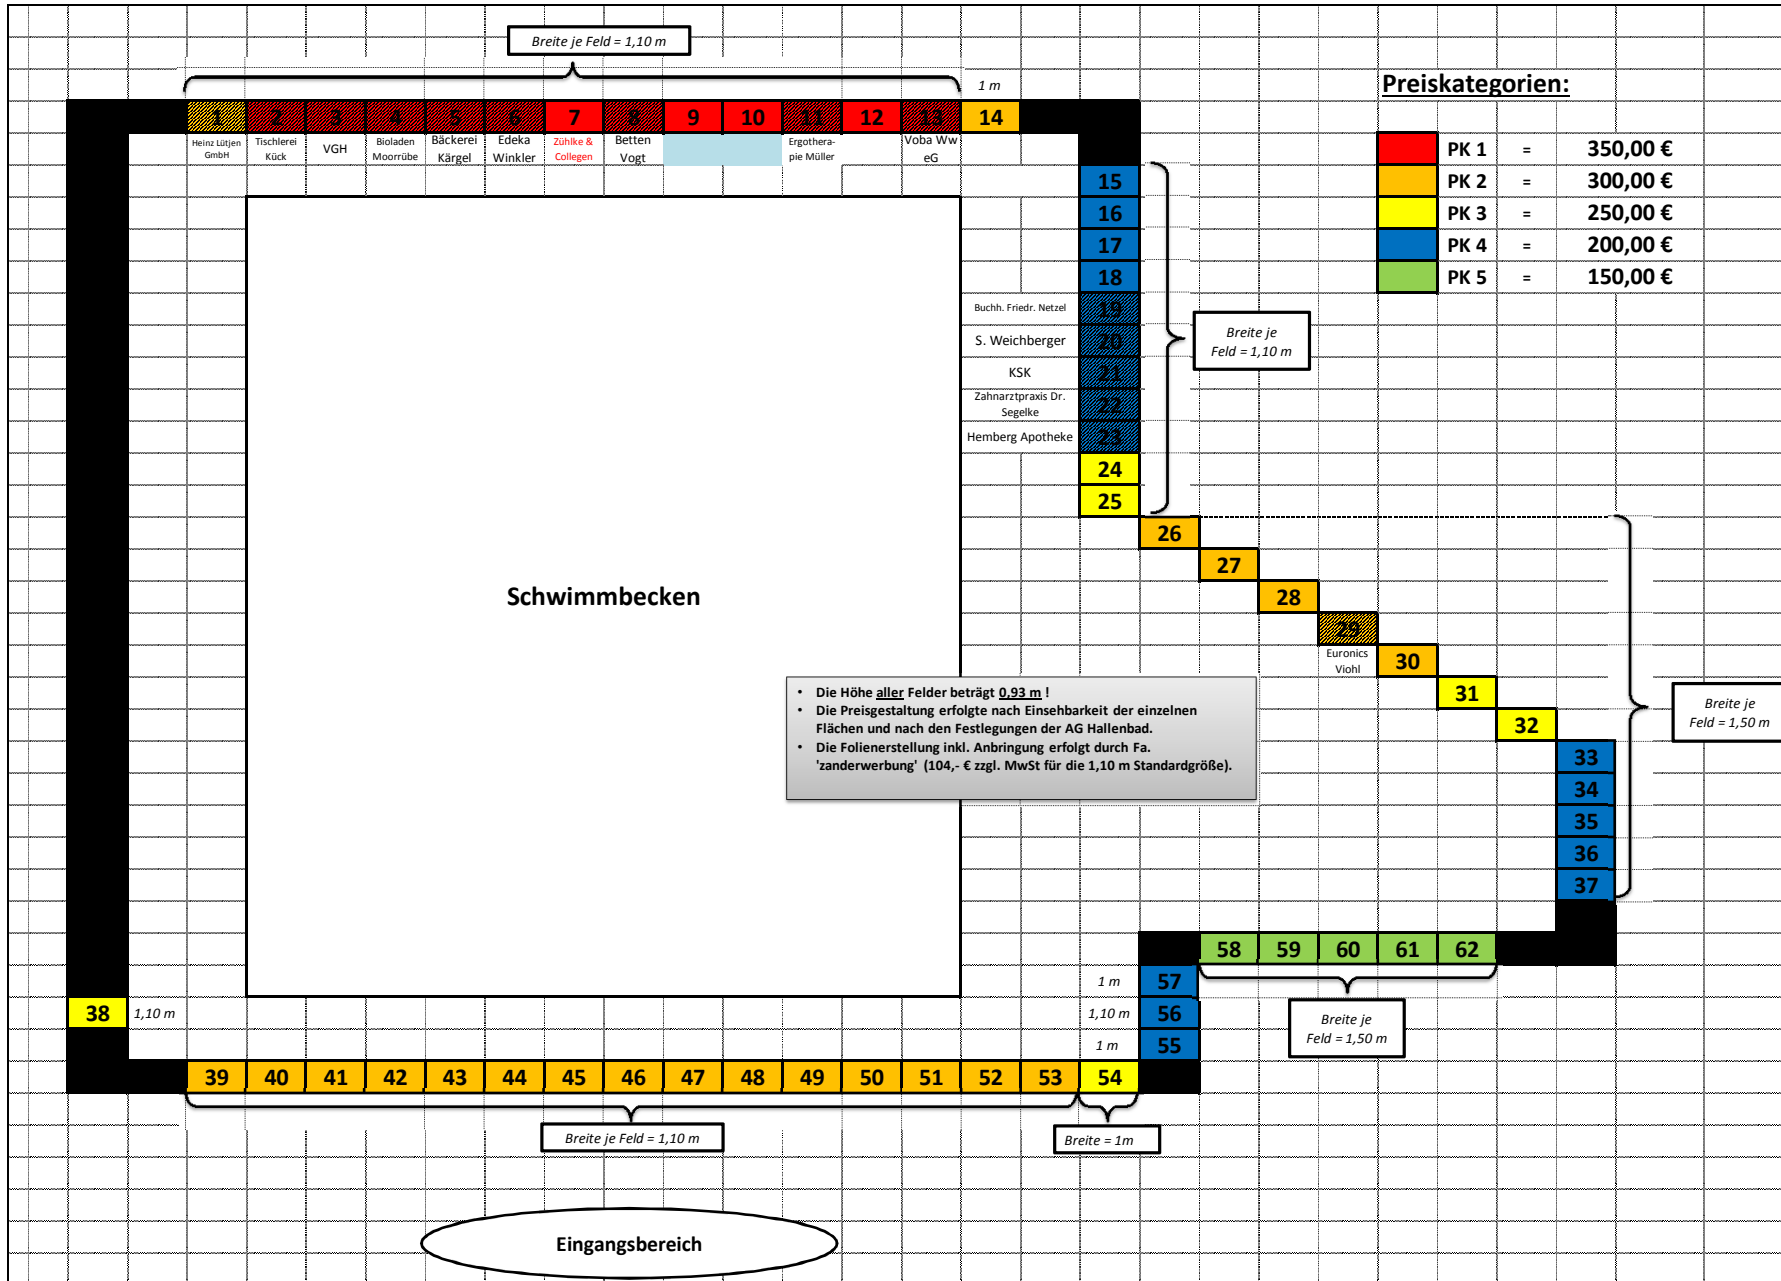 Breite je Feld = 1,10 m
1 m
Preiskategorien:
1 2 3 4 5 6 7 8 9 10 11 12 13 14
Heinz Lütjen
GmbH
Tischlerei
Kück
VGH
Bioladen
Moorrübe
Bäckerei
Kärgel
Edeka
Winkler
Zühlke &
Collegen
Betten
Vogt
Ergothera-
pie Müller
Voba Ww
eG
PK 1 = 350,00 €
PK 2 = 300,00 €
PK 3 = 250,00 €
PK 4 = 200,00 €
PK 5 = 150,00 €
15
16
17
18
Buchh. Friedr. Netzel 19
S. Weichberger 20
KSK 21
Zahnarztpraxis Dr.
Segelke
22
Hemberg Apotheke 23
24
25
Breite je
Feld = 1,10 m
26
27
28
29
Euronics
Viohl
30
31
32
33
34
35
36
37
Breite je
Feld = 1,50 m
Schwimmbecken
• Die Höhe aller Felder beträgt 0,93 m !
• Die Preisgestaltung erfolgte nach Einsehbarkeit der einzelnen
Flächen und nach den Festlegungen der AG Hallenbad.
• Die Folienerstellung inkl. Anbringung erfolgt durch Fa.
'zanderwerbung' (104,- € zzgl. MwSt für die 1,10 m Standardgröße).
58 59 60 61 62
Breite je
Feld = 1,50 m
1 m 57
1,10 m 56
1 m 55
38 1,10 m
39 40 41 42 43 44 45 46 47 48 49 50 51 52 53 54
Breite je Feld = 1,10 m
Breite = 1m
Eingangsbereich